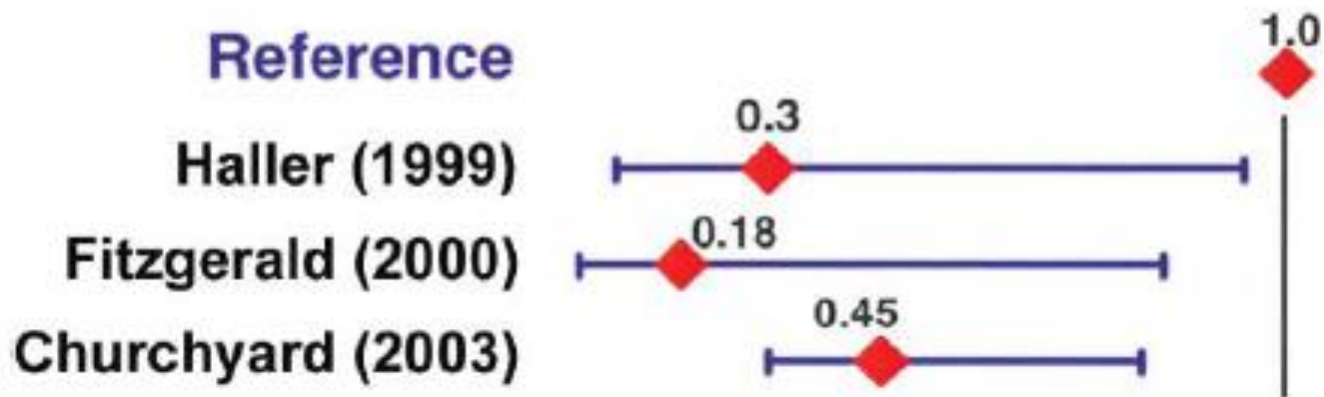 1.0
Reference
0.3
Haller (1999)
0.18
Fitzgerald (2000)
0.45
Churchyard (2003)